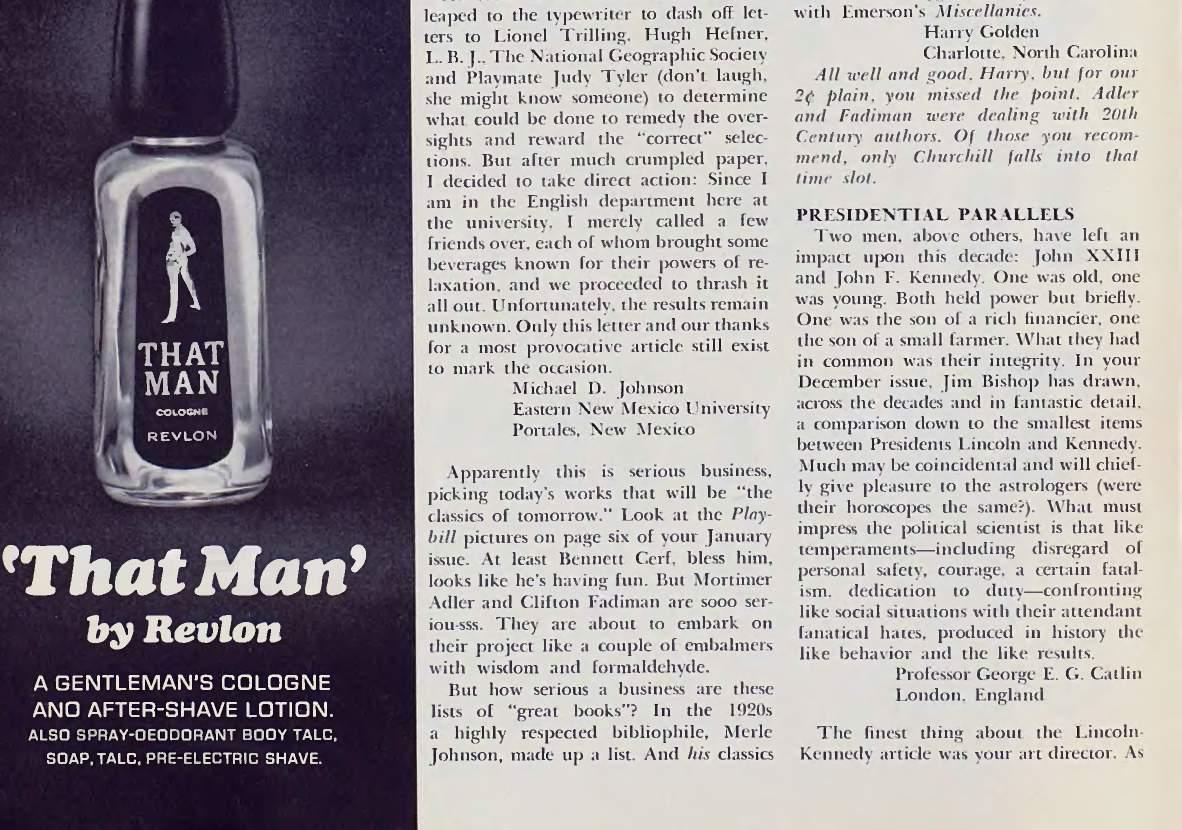 THAT
MAN
COLOGNE
REVLON
'That Man'
by Revlon
A GENTLEMAN'S COLOGNE
AND AFTER-SHAVE LOTION.
ALSO SPRAY-DEODORANT BODY TALC,
SOAP, TALC, PRE-ELECTRIC SHAVE.
leaped to the typewriter to dash off let-
ters to Lionel Trilling, Hugh Hefner,
L. B. J., The National Geographic Society
and Playmate Judy Tyler (don't laugh,
she might know someone) to determine
what could be done to remedy the over-
sights and reward the "correct" selec-
tions. But after much crumpled paper,
I decided to take direct action: Since I
am in the English department here at
the university, I merely called a few
friends over, each of whom brought some
beverages known for their powers of re-
laxation, and we proceeded to thrash it
all out. Unfortunately, the results remain
unknown. Only this letter and our thanks
for a most provocative article still exist
to mark the occasion.
Michael D. Johnson
Eastern New Mexico University
Portales, New Mexico
Apparently this is serious business,
picking today's works that will be "the
classics of tomorrow." Look at the Play-
bill pictures on page six of your January
issue. At least Bennett Cerf, bless him,
looks like he's having fun. But Mortimer
Adler and Clifton Fadiman are sooo ser-
iou-sss. They are about to embark on
their project like a couple of embalmers
with wisdom and formaldehyde.
But how serious a business are these
lists of "great books"? In the 1920s
a highly respected bibliophile, Merle
Johnson, made up a list. And his classics
with Emerson's Miscellanies.
Harry Golden
Charlotte, North Carolina
All well and good, Harry, but for our
2¢ plain, you missed the point. Adler
and Fadiman were dealing with 20th
Century authors. Of those you recom-
mend, only Churchill falls into that
time slot.
PRESIDENTIAL PARALLELS
Two men, above others, have left an
impact upon this decade: John XXIII
and John F. Kennedy. One was old, one
was young. Both held power but briefly.
One was the son of a rich financier, one
the son of a small farmer. What they had
in common was their integrity. In your
December issue, Jim Bishop has drawn,
across the decades and in fantastic detail,
a comparison down to the smallest items
between Presidents Lincoln and Kennedy.
Much may be coincidental and will chief-
ly give pleasure to the astrologers (were
their horoscopes the same?). What must
impress the political scientist is that like
temperaments—including disregard of
personal safety, courage, a certain fatal-
ism, dedication to duty—confronting
like social situations with their attendant
fanatical hates, produced in history the
like behavior and the like results.
Professor George E. G. Catlin
London, England
The finest thing about the Lincoln-
Kennedy article was your art director. As